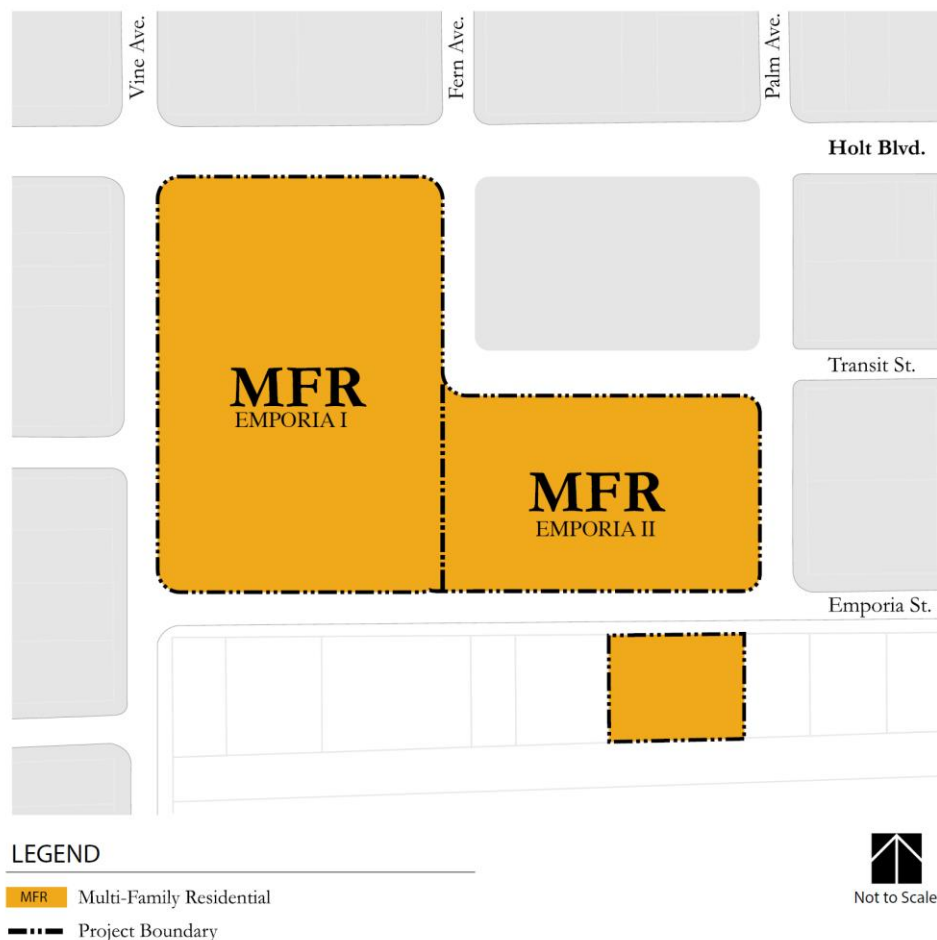 Vine Ave.
Fern Ave.
Palm Ave.
Holt Blvd.
Transit St.
MFR
EMPORIA I
MFR
EMPORIA II
Emporia St.
LEGEND
MFR Multi-Family Residential
Project Boundary
Not to Scale